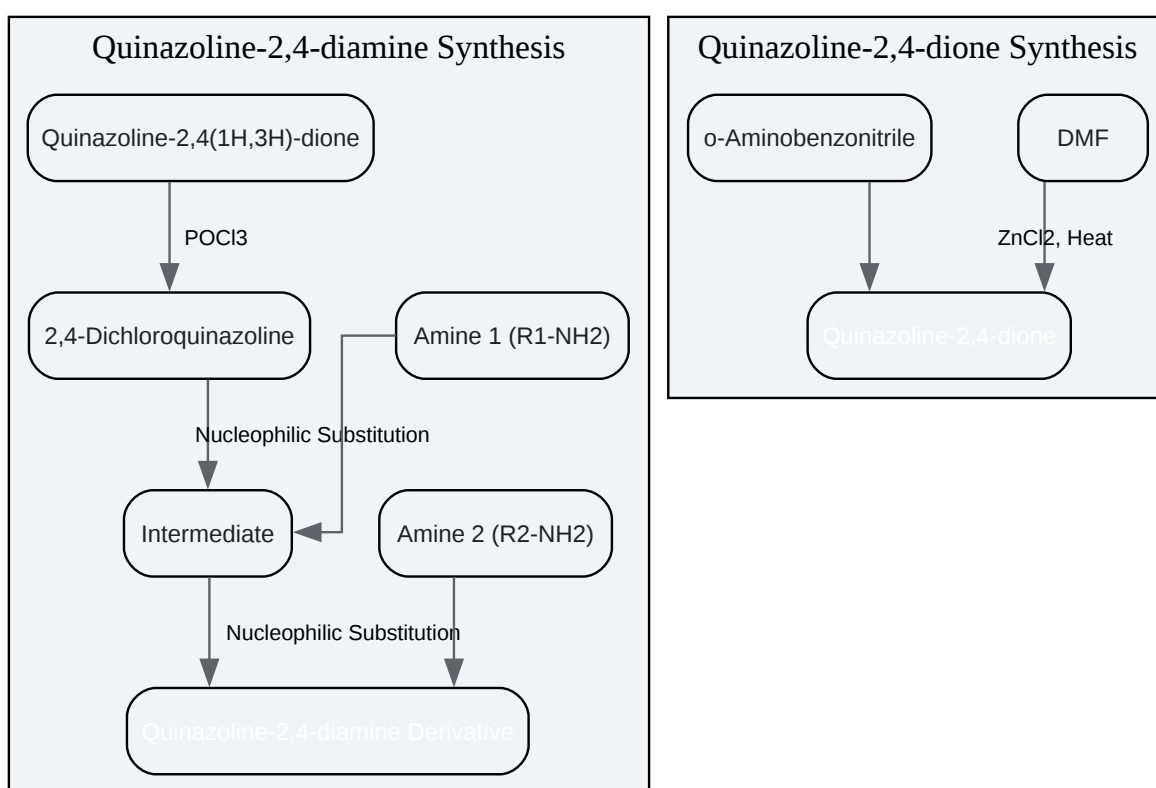 Quinazoline-2,4-diamine Synthesis
Quinazoline-2,4(1H,3H)-dione
POCl3
2,4-Dichloroquinazoline
Amine 1 (R1-NH2)
Nucleophilic Substitution
Intermediate
Amine 2 (R2-NH2)
Nucleophilic Substitution
Quinazoline-2,4-diamine Derivative
Quinazoline-2,4-dione Synthesis
o-Aminobenzonitrile
DMF
ZnCl2, Heat
Quinazoline-2,4-dione